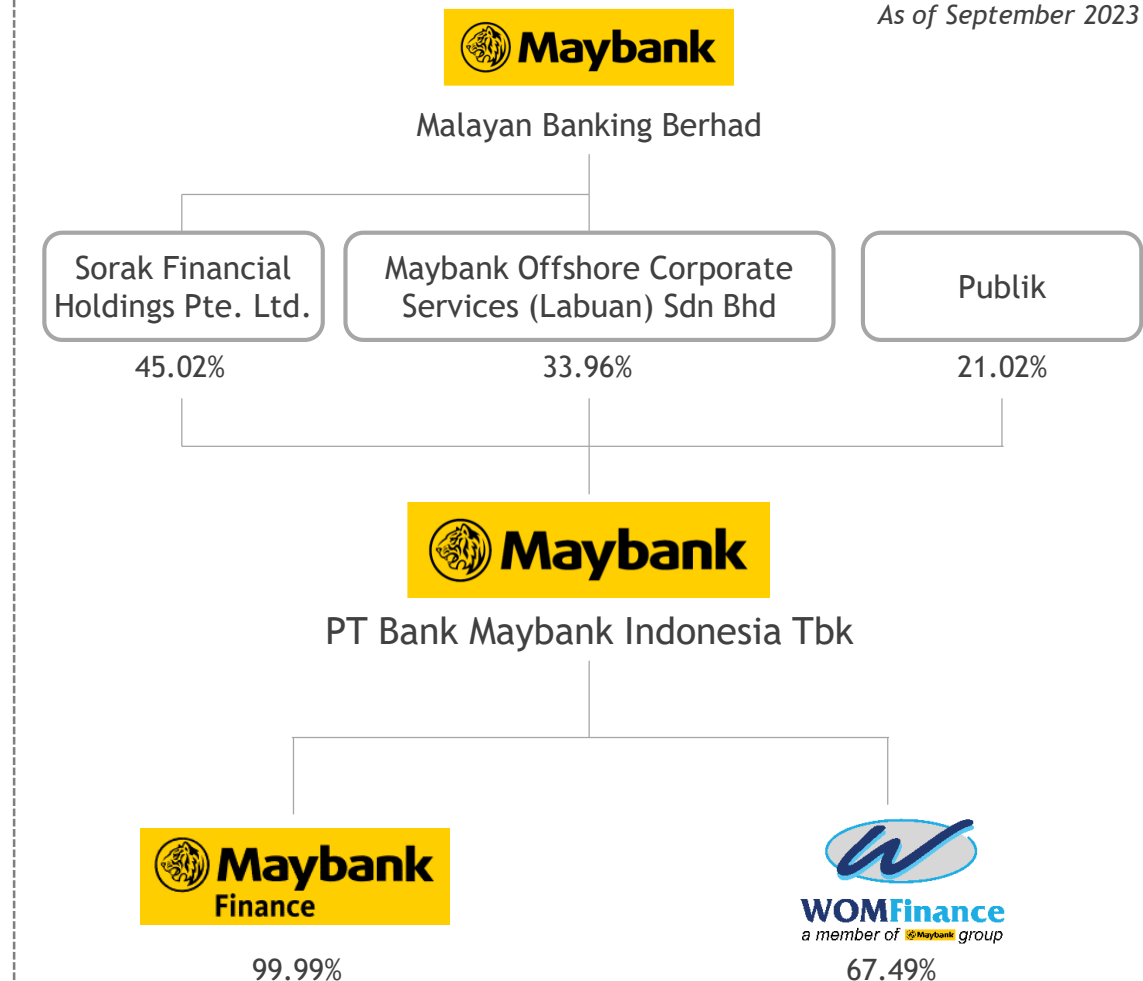 As of September 2023
Maybank
Malayan Banking Berhad
Sorak Financial
Holdings Pte. Ltd.
Maybank Offshore Corporate
Services (Labuan) Sdn Bhd
Publik
45.02%
33.96%
21.02%
Maybank
PT Bank Maybank Indonesia Tbk
Maybank
Finance
W
WOMFinance
a member of Maybank group
99.99%
67.49%